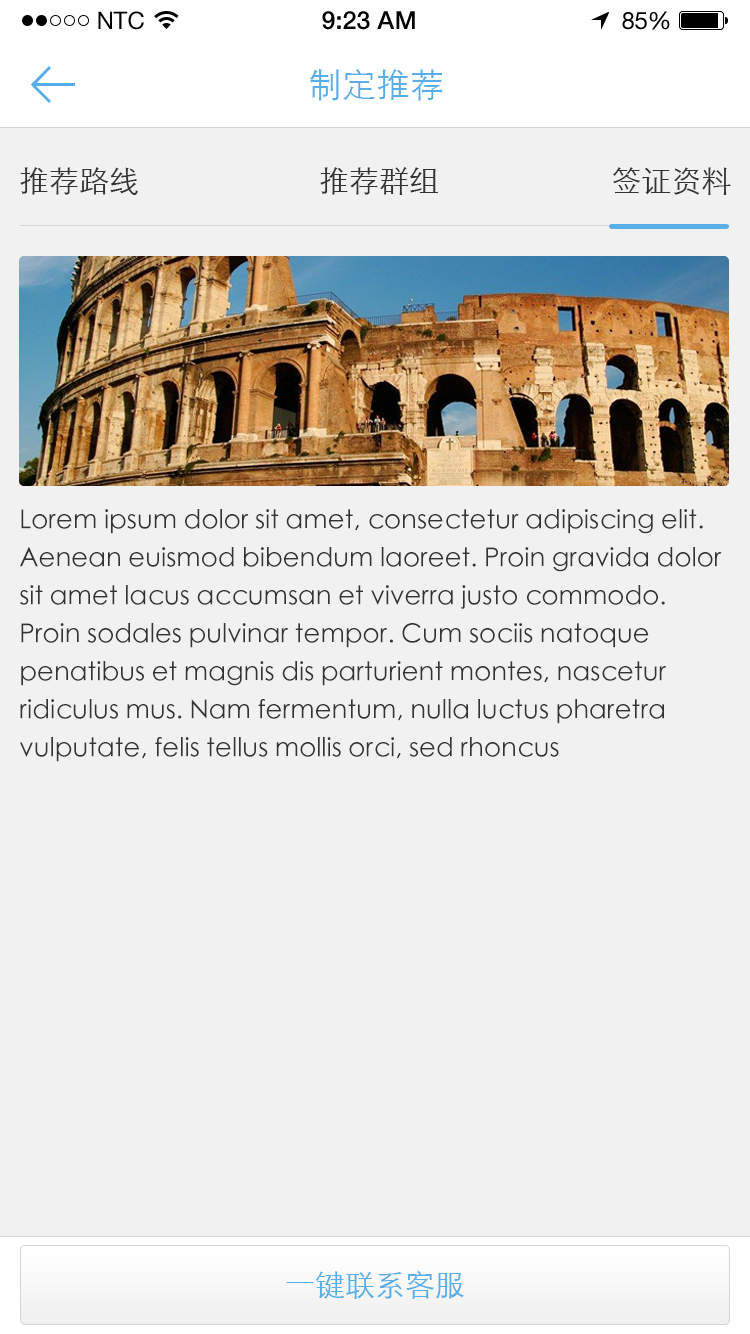 NTC 9:23 AM 85%
制定推荐
推荐路线 推荐群组 签证资料
Lorem ipsum dolor sit amet, consectetur adipiscing elit.
Aenean euismod bibendum laoreet. Proin gravida dolor
sit amet lacus accumsan et viverra justo commodo.
Proin sodales pulvinar tempor. Cum sociis natoque
penatibus et magnis dis parturient montes, nascetur
ridiculus mus. Nam fermentum, nulla luctus pharetra
vulputate, felis tellus mollis orci, sed rhoncus
一键联系客服